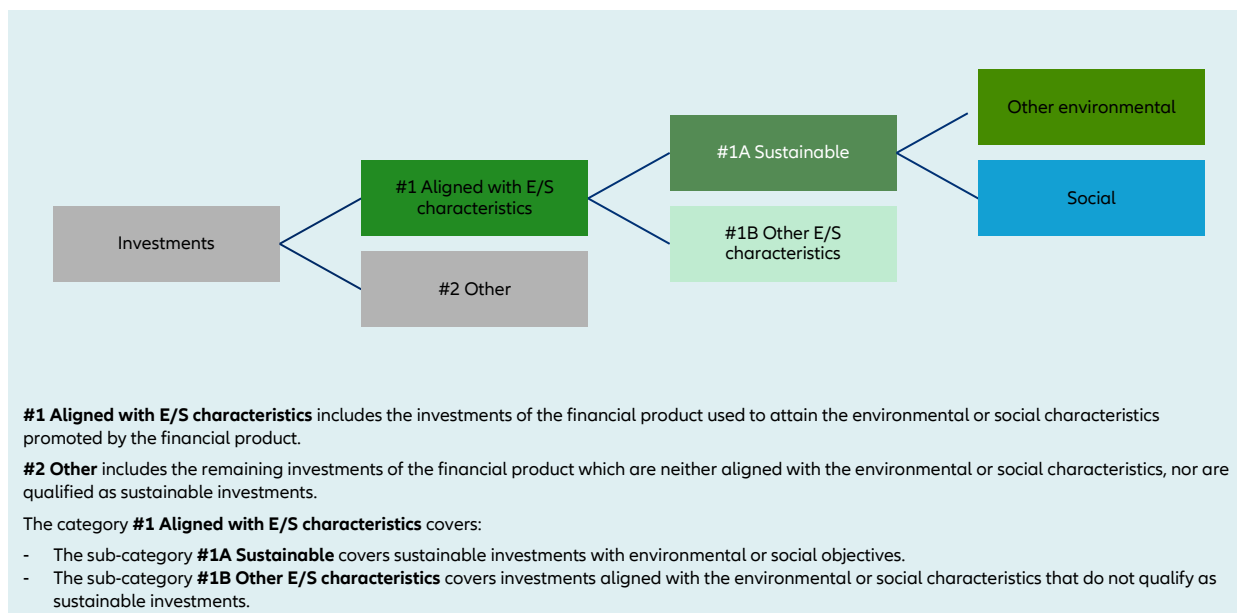 Other environmental
#1A Sustainable
#1 Aligned with E/S
characteristics
Social
Investments
#1B Other E/S
characteristics
#2 Other
#1 Aligned with E/S characteristics includes the investments of the financial product used to attain the environmental or social characteristics
promoted by the financial product.
#2 Other includes the remaining investments of the financial product which are neither aligned with the environmental or social characteristics, nor are
qualified as sustainable investments.
The category #1 Aligned with E/S characteristics covers:
- The sub-category #1A Sustainable covers sustainable investments with environmental or social objectives.
- The sub-category #1B Other E/S characteristics covers investments aligned with the environmental or social characteristics that do not qualify as
sustainable investments.